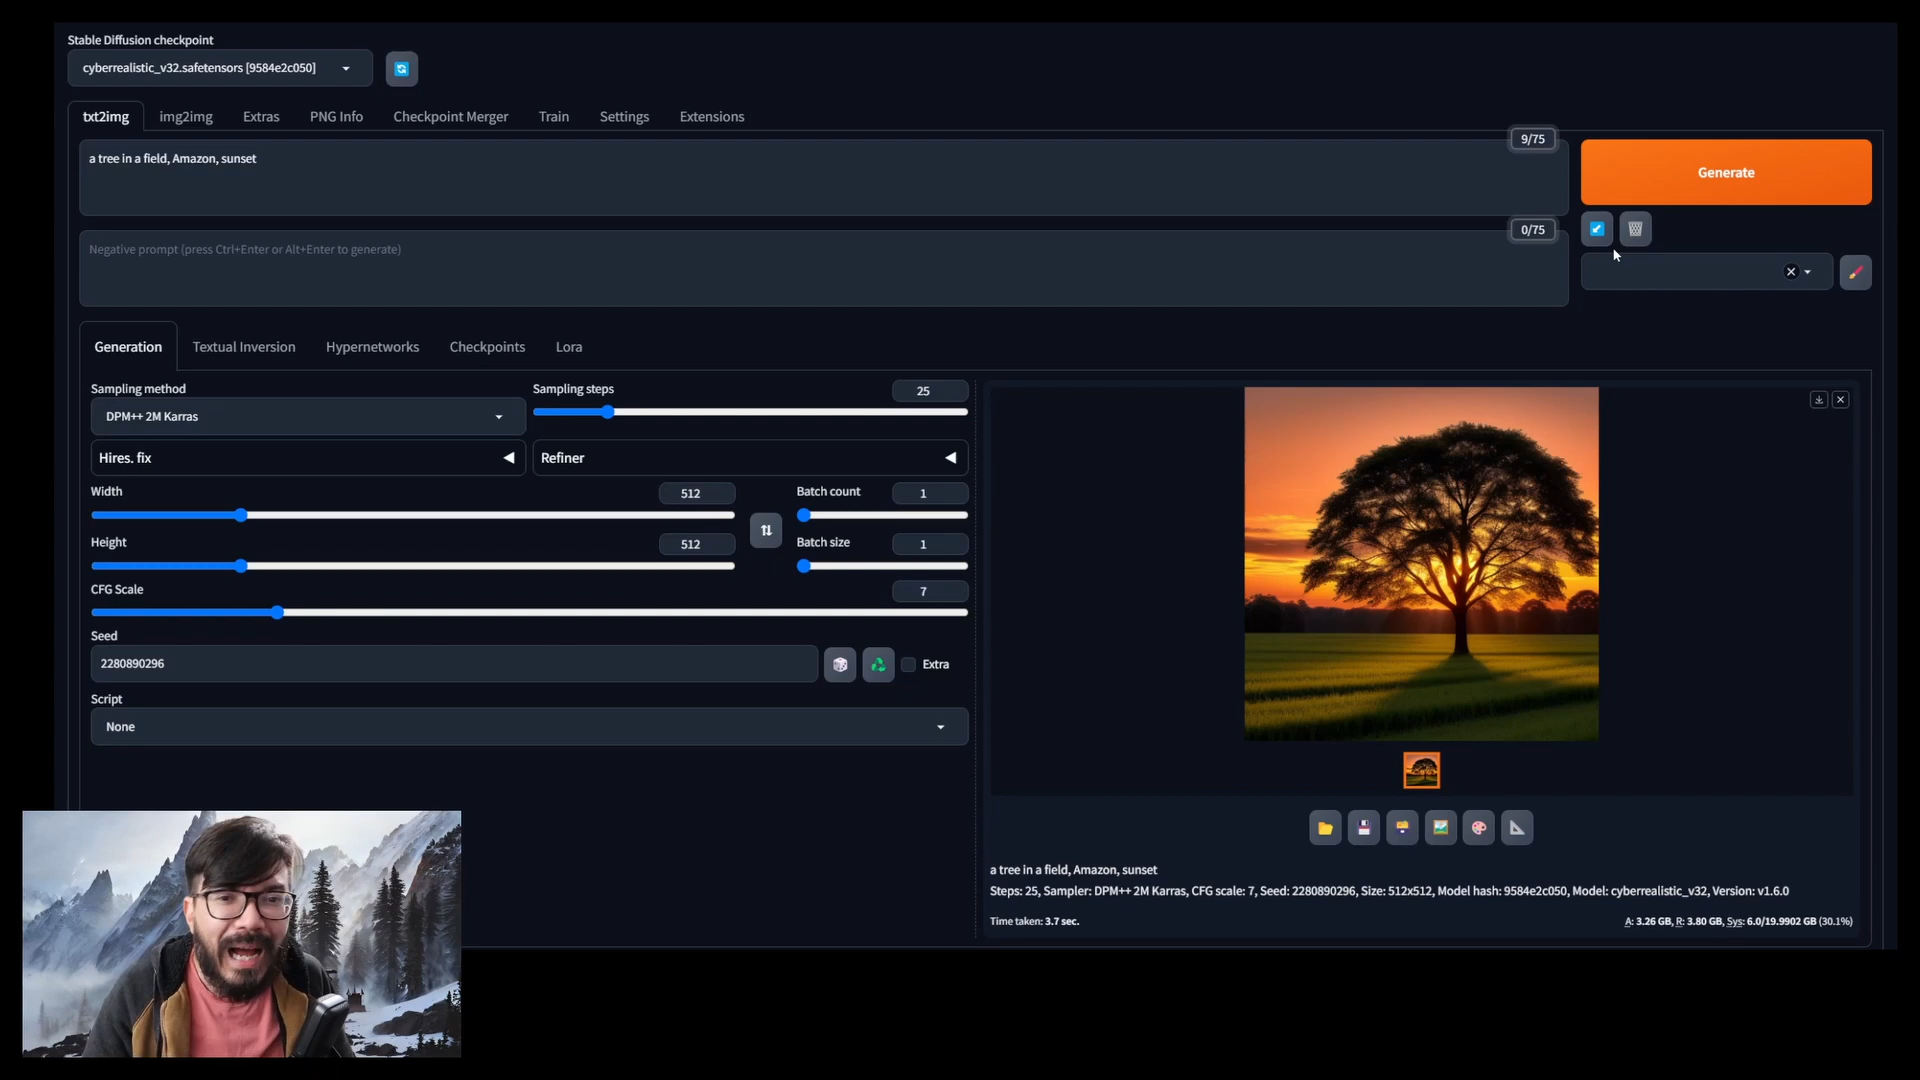 Stable Diffusion checkpoint
cyberrealistic_v32.safetensors [9584e2c050]
txt2img img2img Extras PNG Info Checkpoint Merger Train Settings Extensions
9/75
a tree in a field, Amazon, sunset
Generate
0/75
Negative prompt (press Ctrl+Enter or Alt+Enter to generate)
Generation Textual Inversion Hypernetworks Checkpoints Lora
Sampling method
DPM++ 2M Karras
Sampling steps
25
Hires. fix
Refiner
Width
512
Batch count
1
Height
512
Batch size
1
CFG Scale
7
Seed
2280890296
Extra
Script
None
a tree in a field, Amazon, sunset
Steps: 25, Sampler: DPM++ 2M Karras, CFG scale: 7, Seed: 2280890296, Size: 512x512, Model hash: 9584e2c050, Model: cyberrealistic_v32, Version: v1.6.0
Time taken: 3.7 sec.
A: 3.26 GB, R: 3.80 GB, Sys: 6.0/19.9902 GB (30.1%)